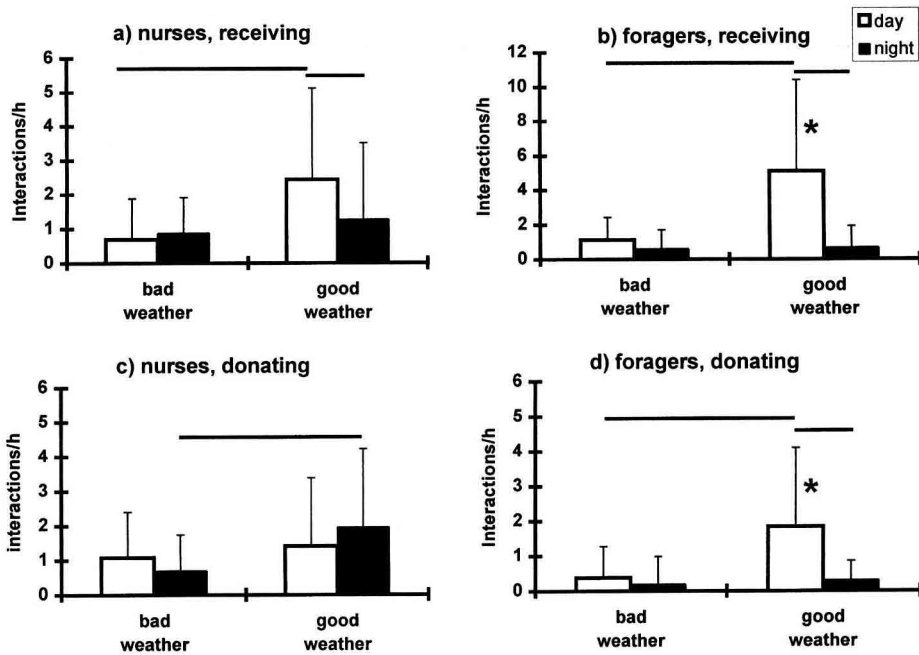 a) nurses, receiving
Interactions/h
6
5
4
3
2
1
0
bad
weather
good
weather
b) foragers, receiving
day
night
Interactions/h
12
10
8
6
4
2
0
*
bad
weather
good
weather
c) nurses, donating
interactions/h
6
5
4
3
2
1
0
bad
weather
good
weather
d) foragers, donating
Interactions/h
6
5
4
3
2
1
0
*
bad
weather
good
weather